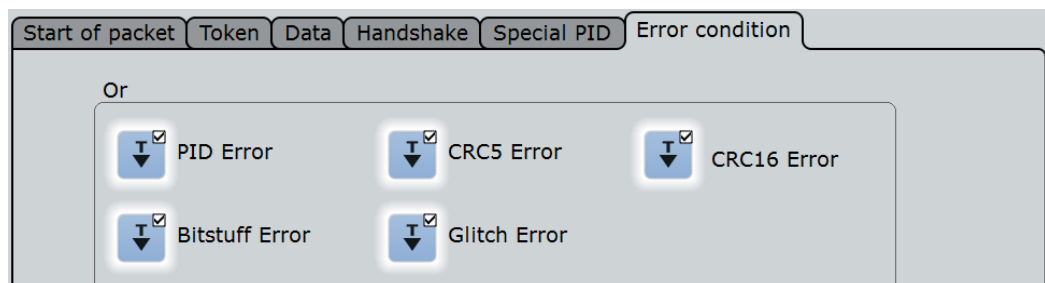 Start of packet Token Data Handshake Special PID Error condition
Or
T PID Error T CRC5 Error T CRC16 Error
T Bitstuff Error T Glitch Error